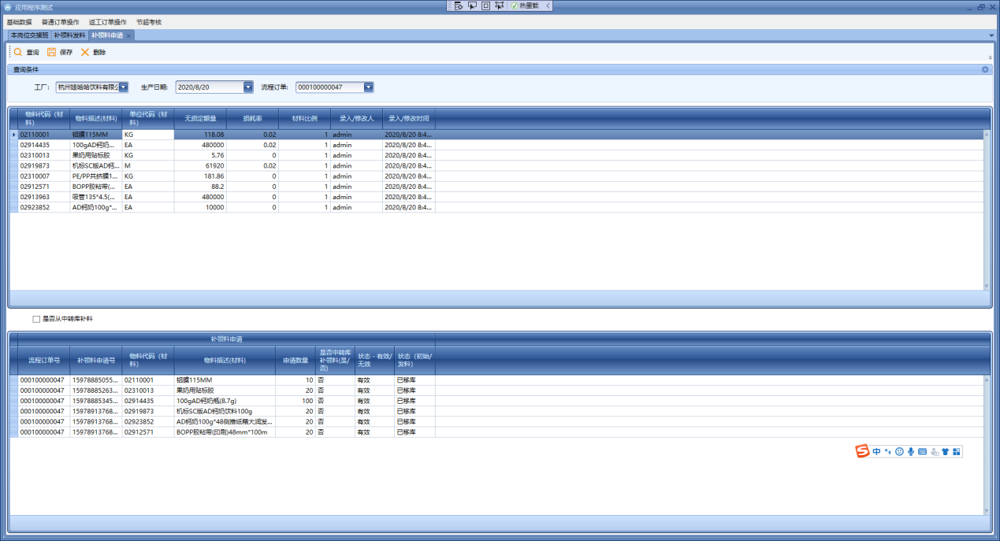 应用程序测试
热重载
基础数据 普通订单操作 返工订单操作 节超考核
本岗位交接班 补领料发料 补领料申请
查询 保存 删除
查询条件
工厂: 杭州娃哈哈饮料有限公 生产日期: 2020/8/20 流程订单: 000100000047
物料代码（材料） 物料描述(材料) 单位代码（材料） 无损定额量 损耗率 材料比例 录入/修改人 录入/修改时间
02110001 铝膜115MM KG 118.08 0.02 1 admin 2020/8/20 8:4...
02914435 100gAD钙奶... EA 480000 0.02 1 admin 2020/8/20 8:4...
02310013 果奶用贴标胶 KG 5.76 0 1 admin 2020/8/20 8:4...
02919873 机标SC版AD钙... M 61920 0.02 1 admin 2020/8/20 8:4...
02310007 PE/PP共挤膜1... KG 181.86 0 1 admin 2020/8/20 8:4...
02912571 BOPP胶粘带(... EA 88.2 0 1 admin 2020/8/20 8:4...
02913963 吸管135*4.5(... EA 480000 0 1 admin 2020/8/20 8:4...
02923852 AD钙奶100g*... EA 10000 0 1 admin 2020/8/20 8:4...
是否从中转库补料
补领料申请
流程订单号 补领料申请号 物料代码（材料） 物料描述(材料) 申请数量 是否中转库补领料(是/否) 状态 - 有效/无效 状态（初始/发料）
000100000047 15978885055... 02110001 铝膜115MM 10 否 有效 已移库
000100000047 15978885263... 02310013 果奶用贴标胶 20 否 有效 已移库
000100000047 15978885345... 02914435 100gAD钙奶瓶(8.7g) 100 否 有效 已移库
000100000047 15978913768... 02919873 机标SC版AD钙奶饮料100g 20 否 有效 已移库
000100000047 15978913768... 02923852 AD钙奶100g*48侧推纸箱大润发... 20 否 有效 已移库
000100000047 15978913768... 02912571 BOPP胶粘带(印刷)48mm*100m 20 否 有效 已移库
中